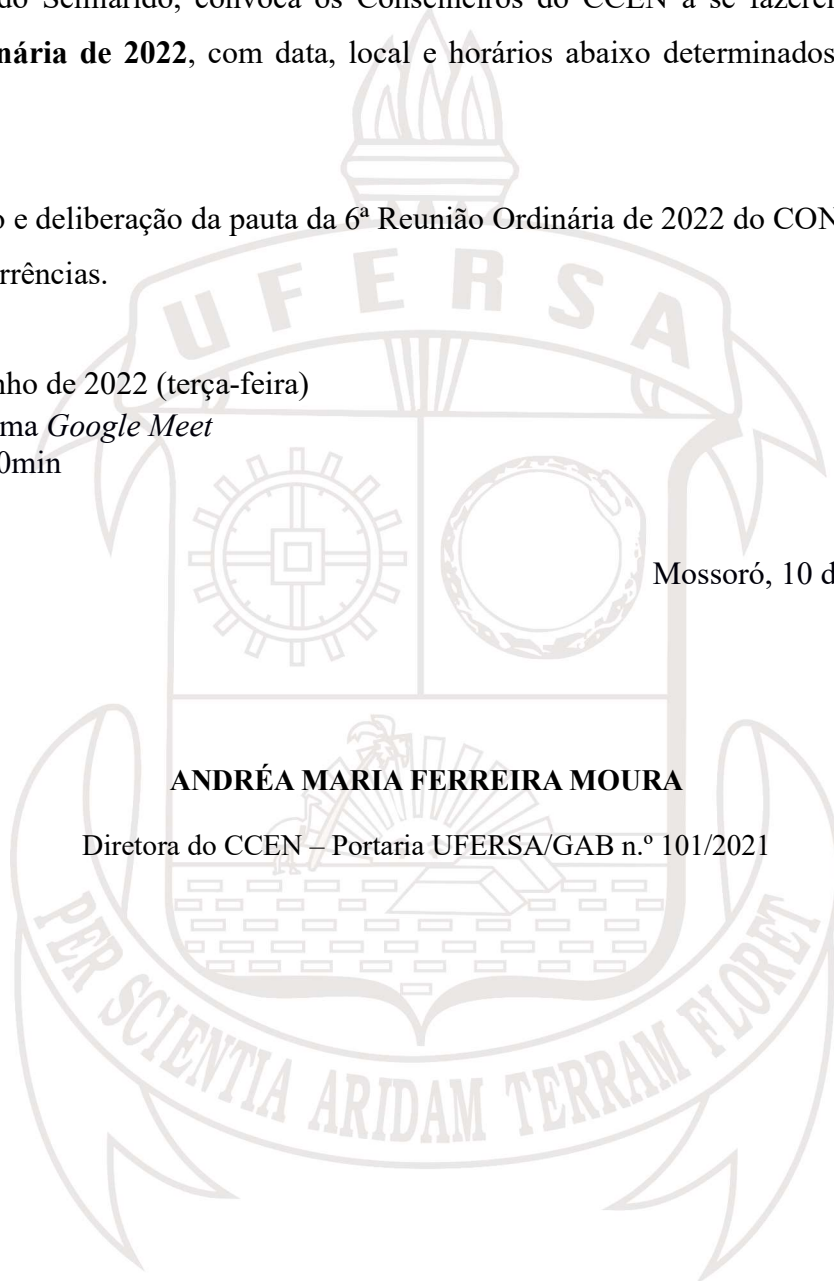 do Semiárido, convoca os Conselheiros do CCEN a se fazerem
nária de 2022, com data, local e horários abaixo determinados
o e deliberação da pauta da 6ª Reunião Ordinária de 2022 do CON
rrências.
UFERSA
nho de 2022 (terça-feira)
ma Google Meet
0min
Mossoró, 10 d
ANDRÉA MARIA FERREIRA MOURA
Diretora do CCEN – Portaria UFERSA/GAB n.º 101/2021
PER SCIENTIA ARIDAM TERRAM FLORET